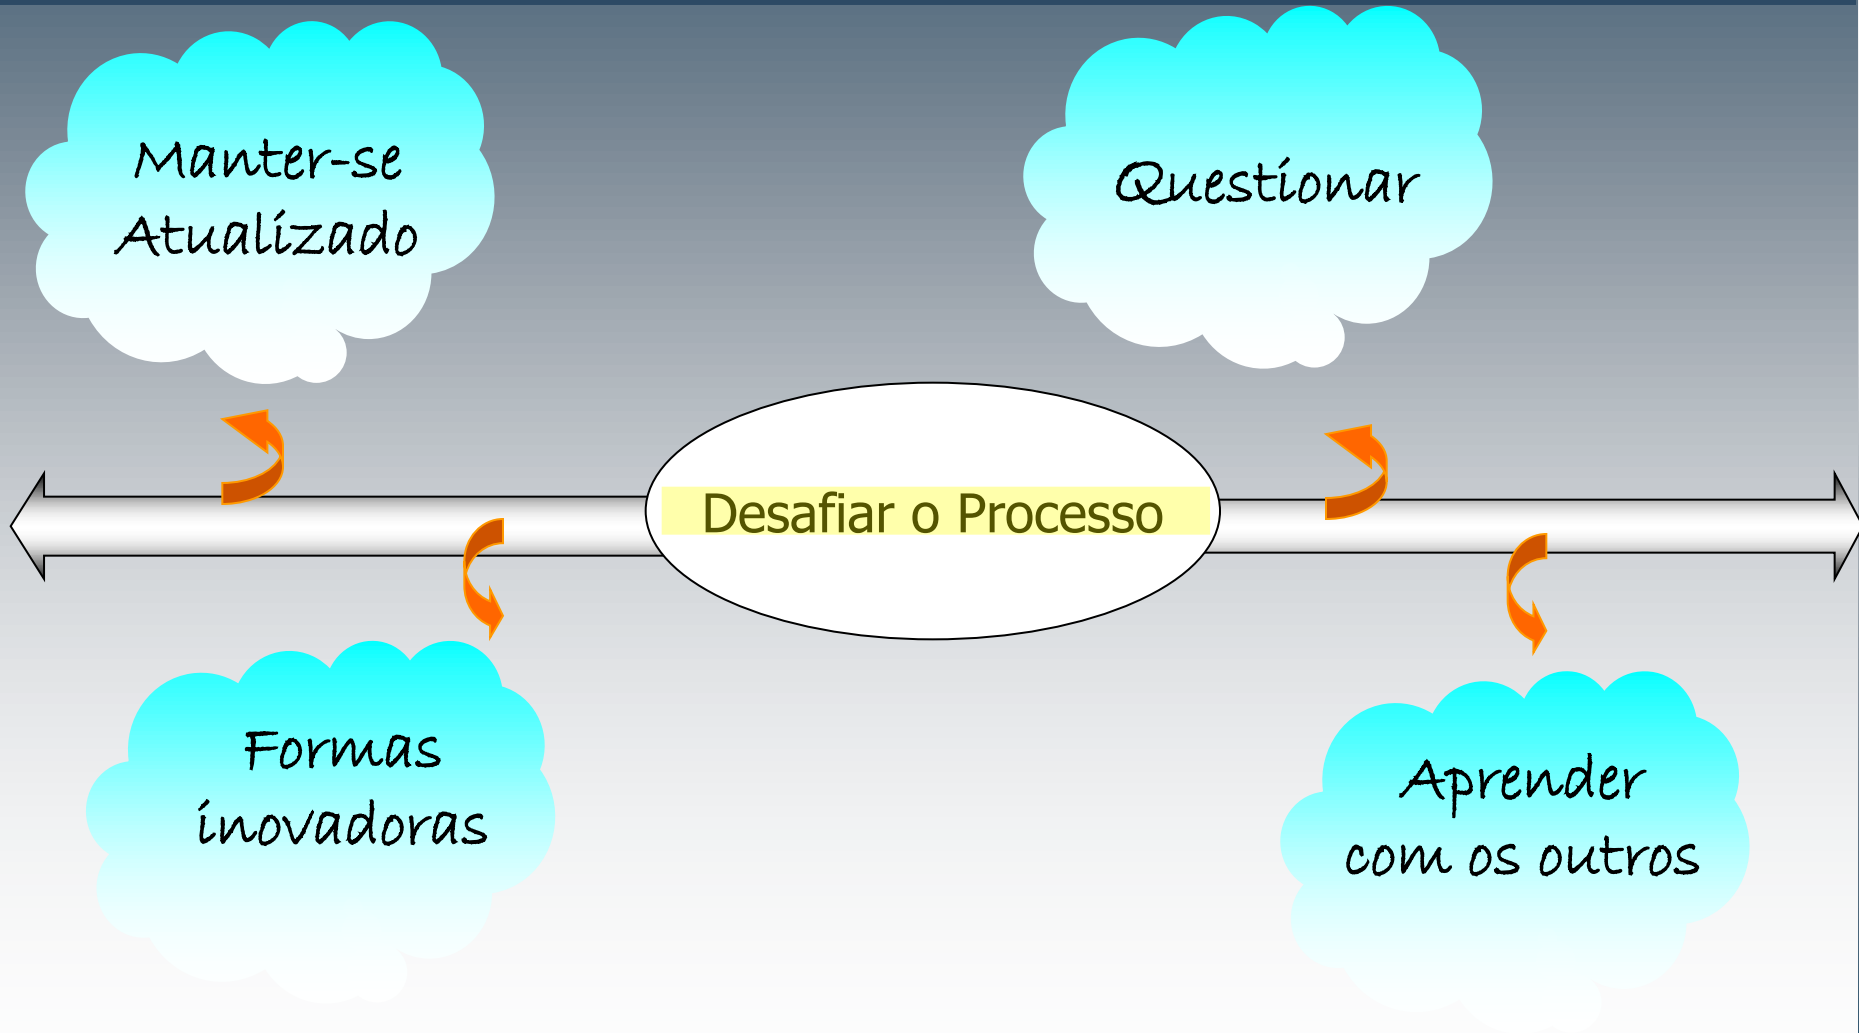 Manter-se
Atualizado
Questionar
Desafiar o Processo
Formas
inovadoras
Aprender
com os outros